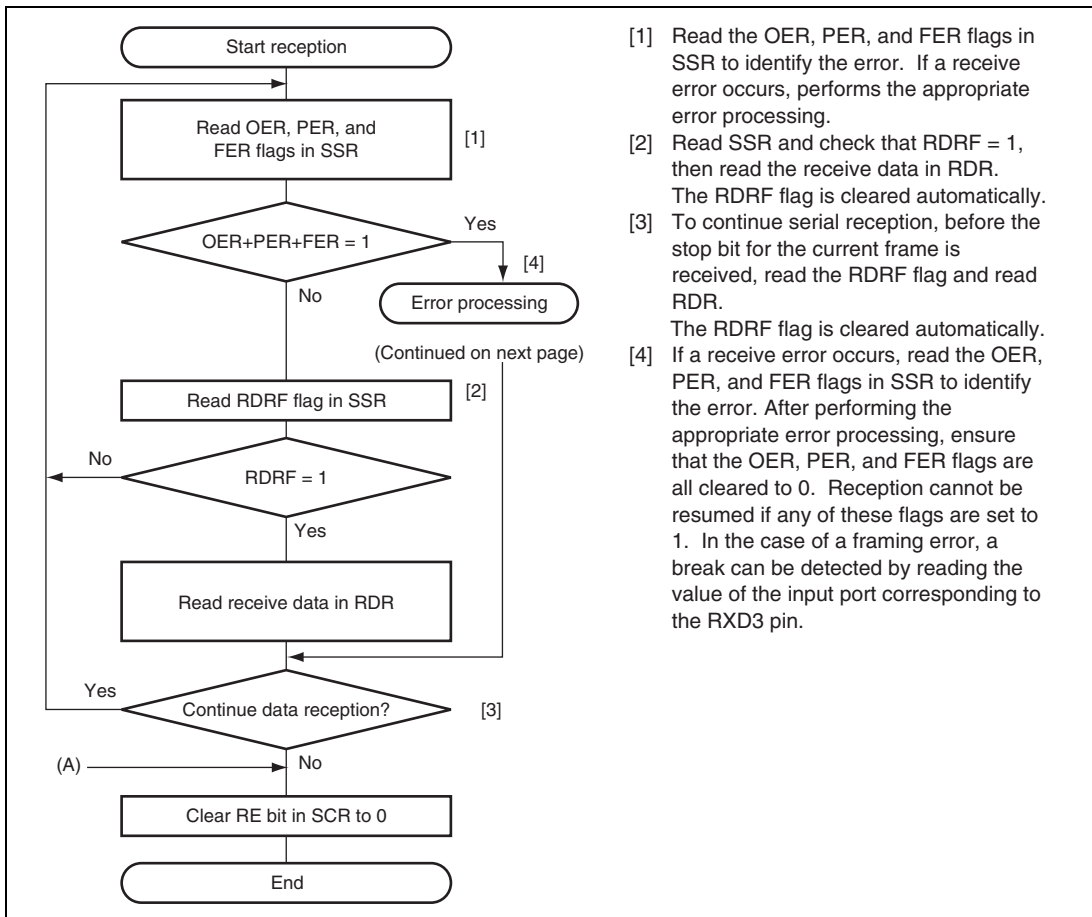 Start reception
Read OER, PER, and
FER flags in SSR
[1]
OER+PER+FER = 1
Yes
[4]
No
Error processing
(Continued on next page)
Read RDRF flag in SSR
[2]
No
RDRF = 1
Yes
Read receive data in RDR
Yes
Continue data reception?
[3]
(A)
No
Clear RE bit in SCR to 0
End
[1] Read the OER, PER, and FER flags in
SSR to identify the error. If a receive
error occurs, performs the appropriate
error processing.
[2] Read SSR and check that RDRF = 1,
then read the receive data in RDR.
The RDRF flag is cleared automatically.
[3] To continue serial reception, before the
stop bit for the current frame is
received, read the RDRF flag and read
RDR.
The RDRF flag is cleared automatically.
[4] If a receive error occurs, read the OER,
PER, and FER flags in SSR to identify
the error. After performing the
appropriate error processing, ensure
that the OER, PER, and FER flags are
all cleared to 0. Reception cannot be
resumed if any of these flags are set to
1. In the case of a framing error, a
break can be detected by reading the
value of the input port corresponding to
the RXD3 pin.